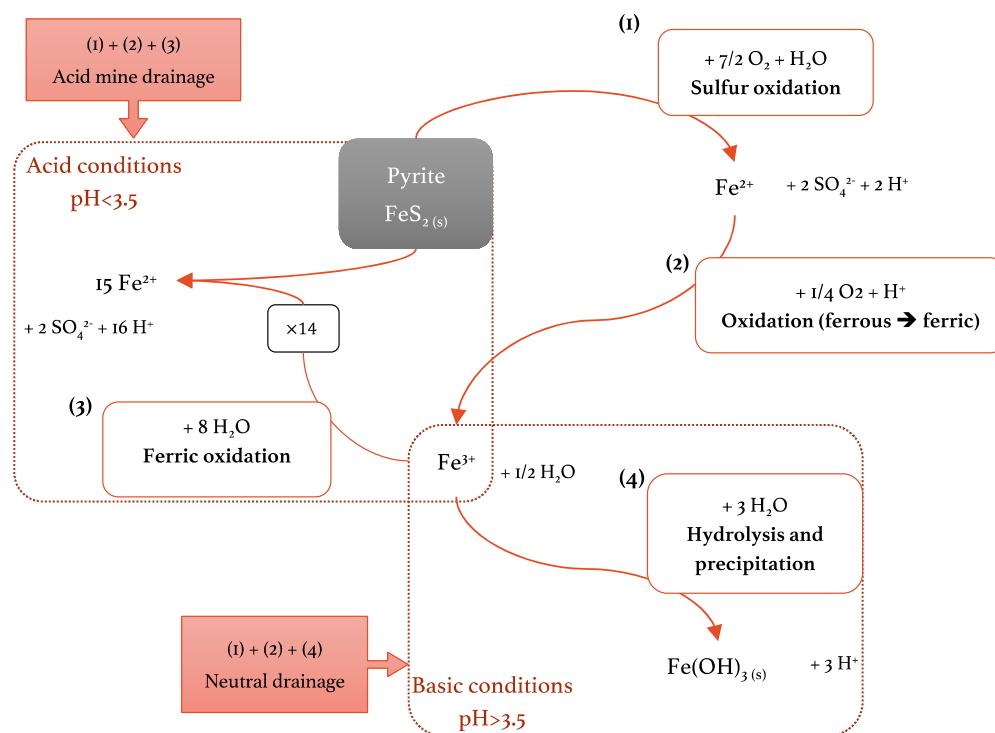 (1) + (2) + (3)
Acid mine drainage
(1)
+ 7/2 O₂ + H₂O
Sulfur oxidation
Acid conditions
pH<3.5
Pyrite
FeS₂ (s)
Fe²⁺
+ 2 SO₄²⁻ + 2 H⁺
(2)
+ 1/4 O2 + H⁺
Oxidation (ferrous ➔ ferric)
15 Fe²⁺
+ 2 SO₄²⁻ + 16 H⁺
×14
(3)
+ 8 H₂O
Ferric oxidation
Fe³⁺
+ 1/2 H₂O
(4)
+ 3 H₂O
Hydrolysis and
precipitation
(1) + (2) + (4)
Neutral drainage
Fe(OH)₃ (s)
+ 3 H⁺
Basic conditions
pH>3.5